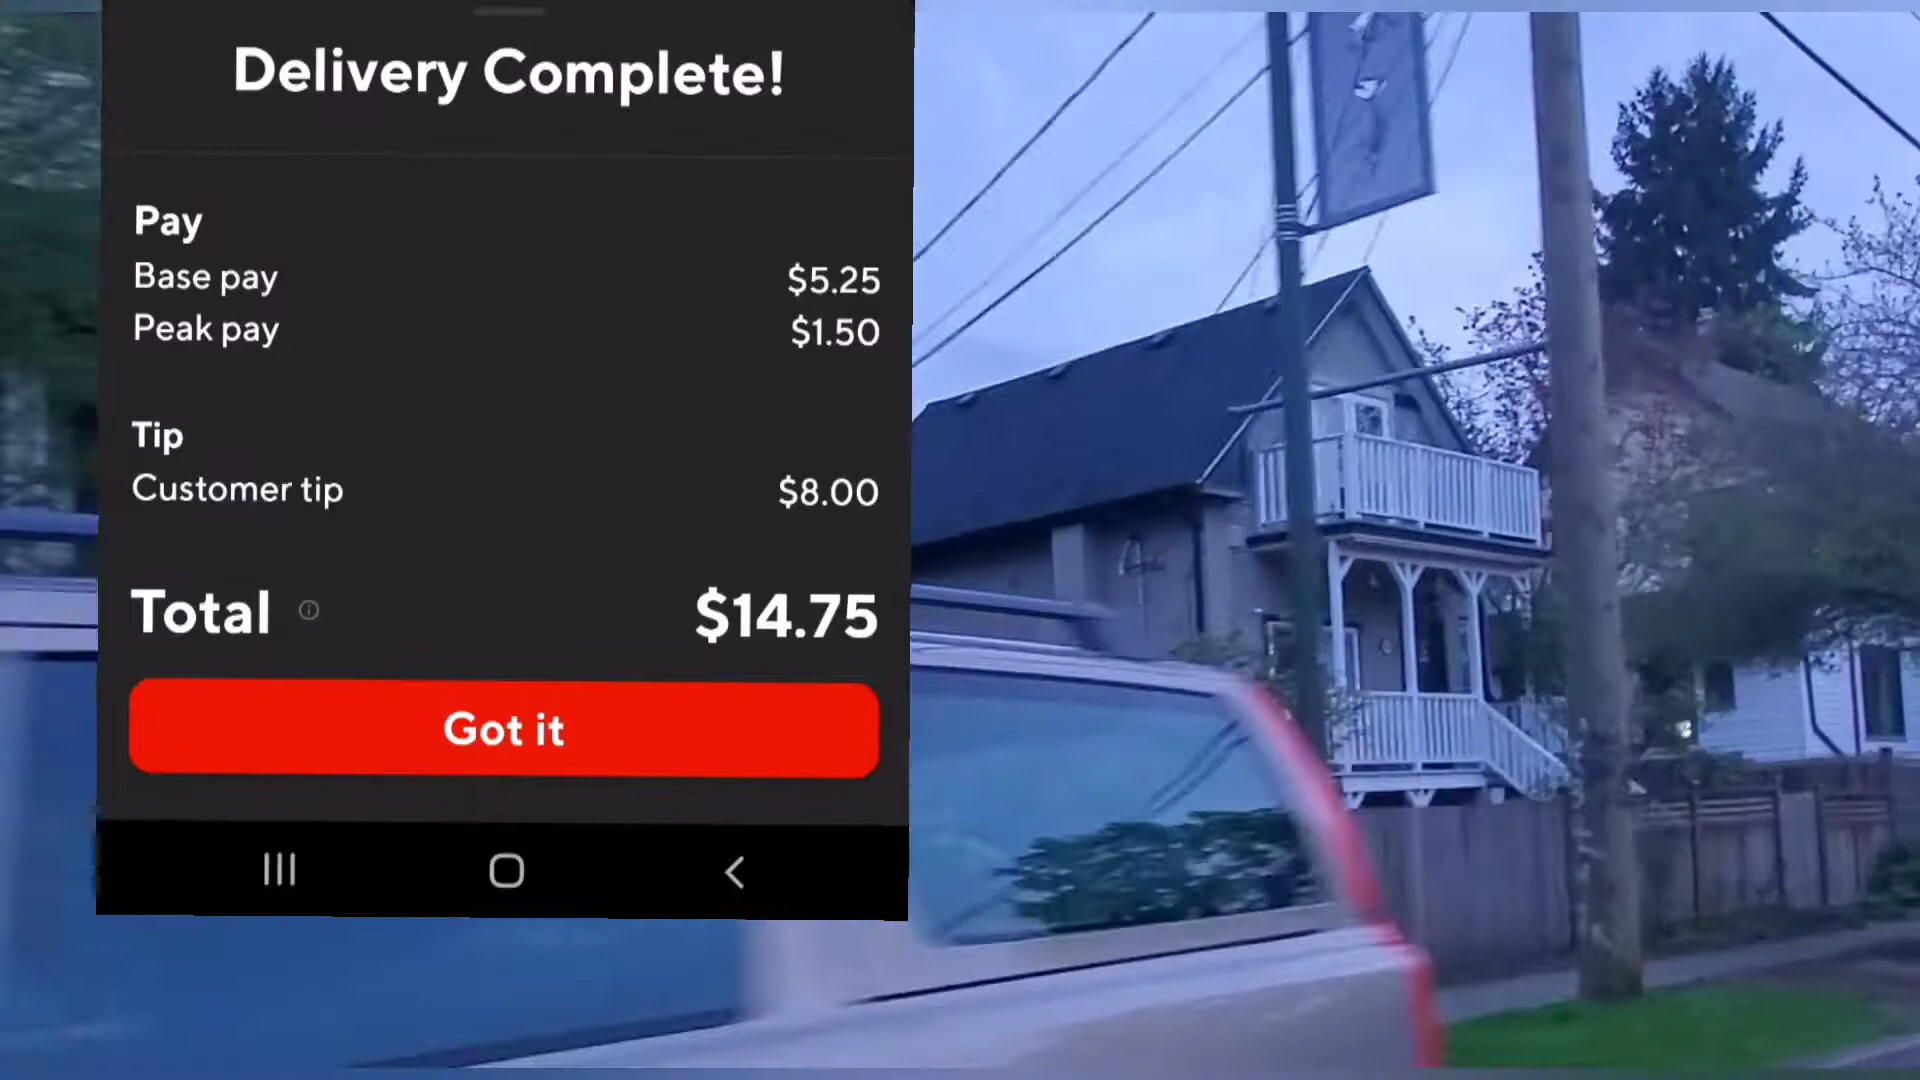 Delivery Complete!
Pay
Base pay $5.25
Peak pay $1.50
Tip
Customer tip $8.00
Total $14.75
Got it